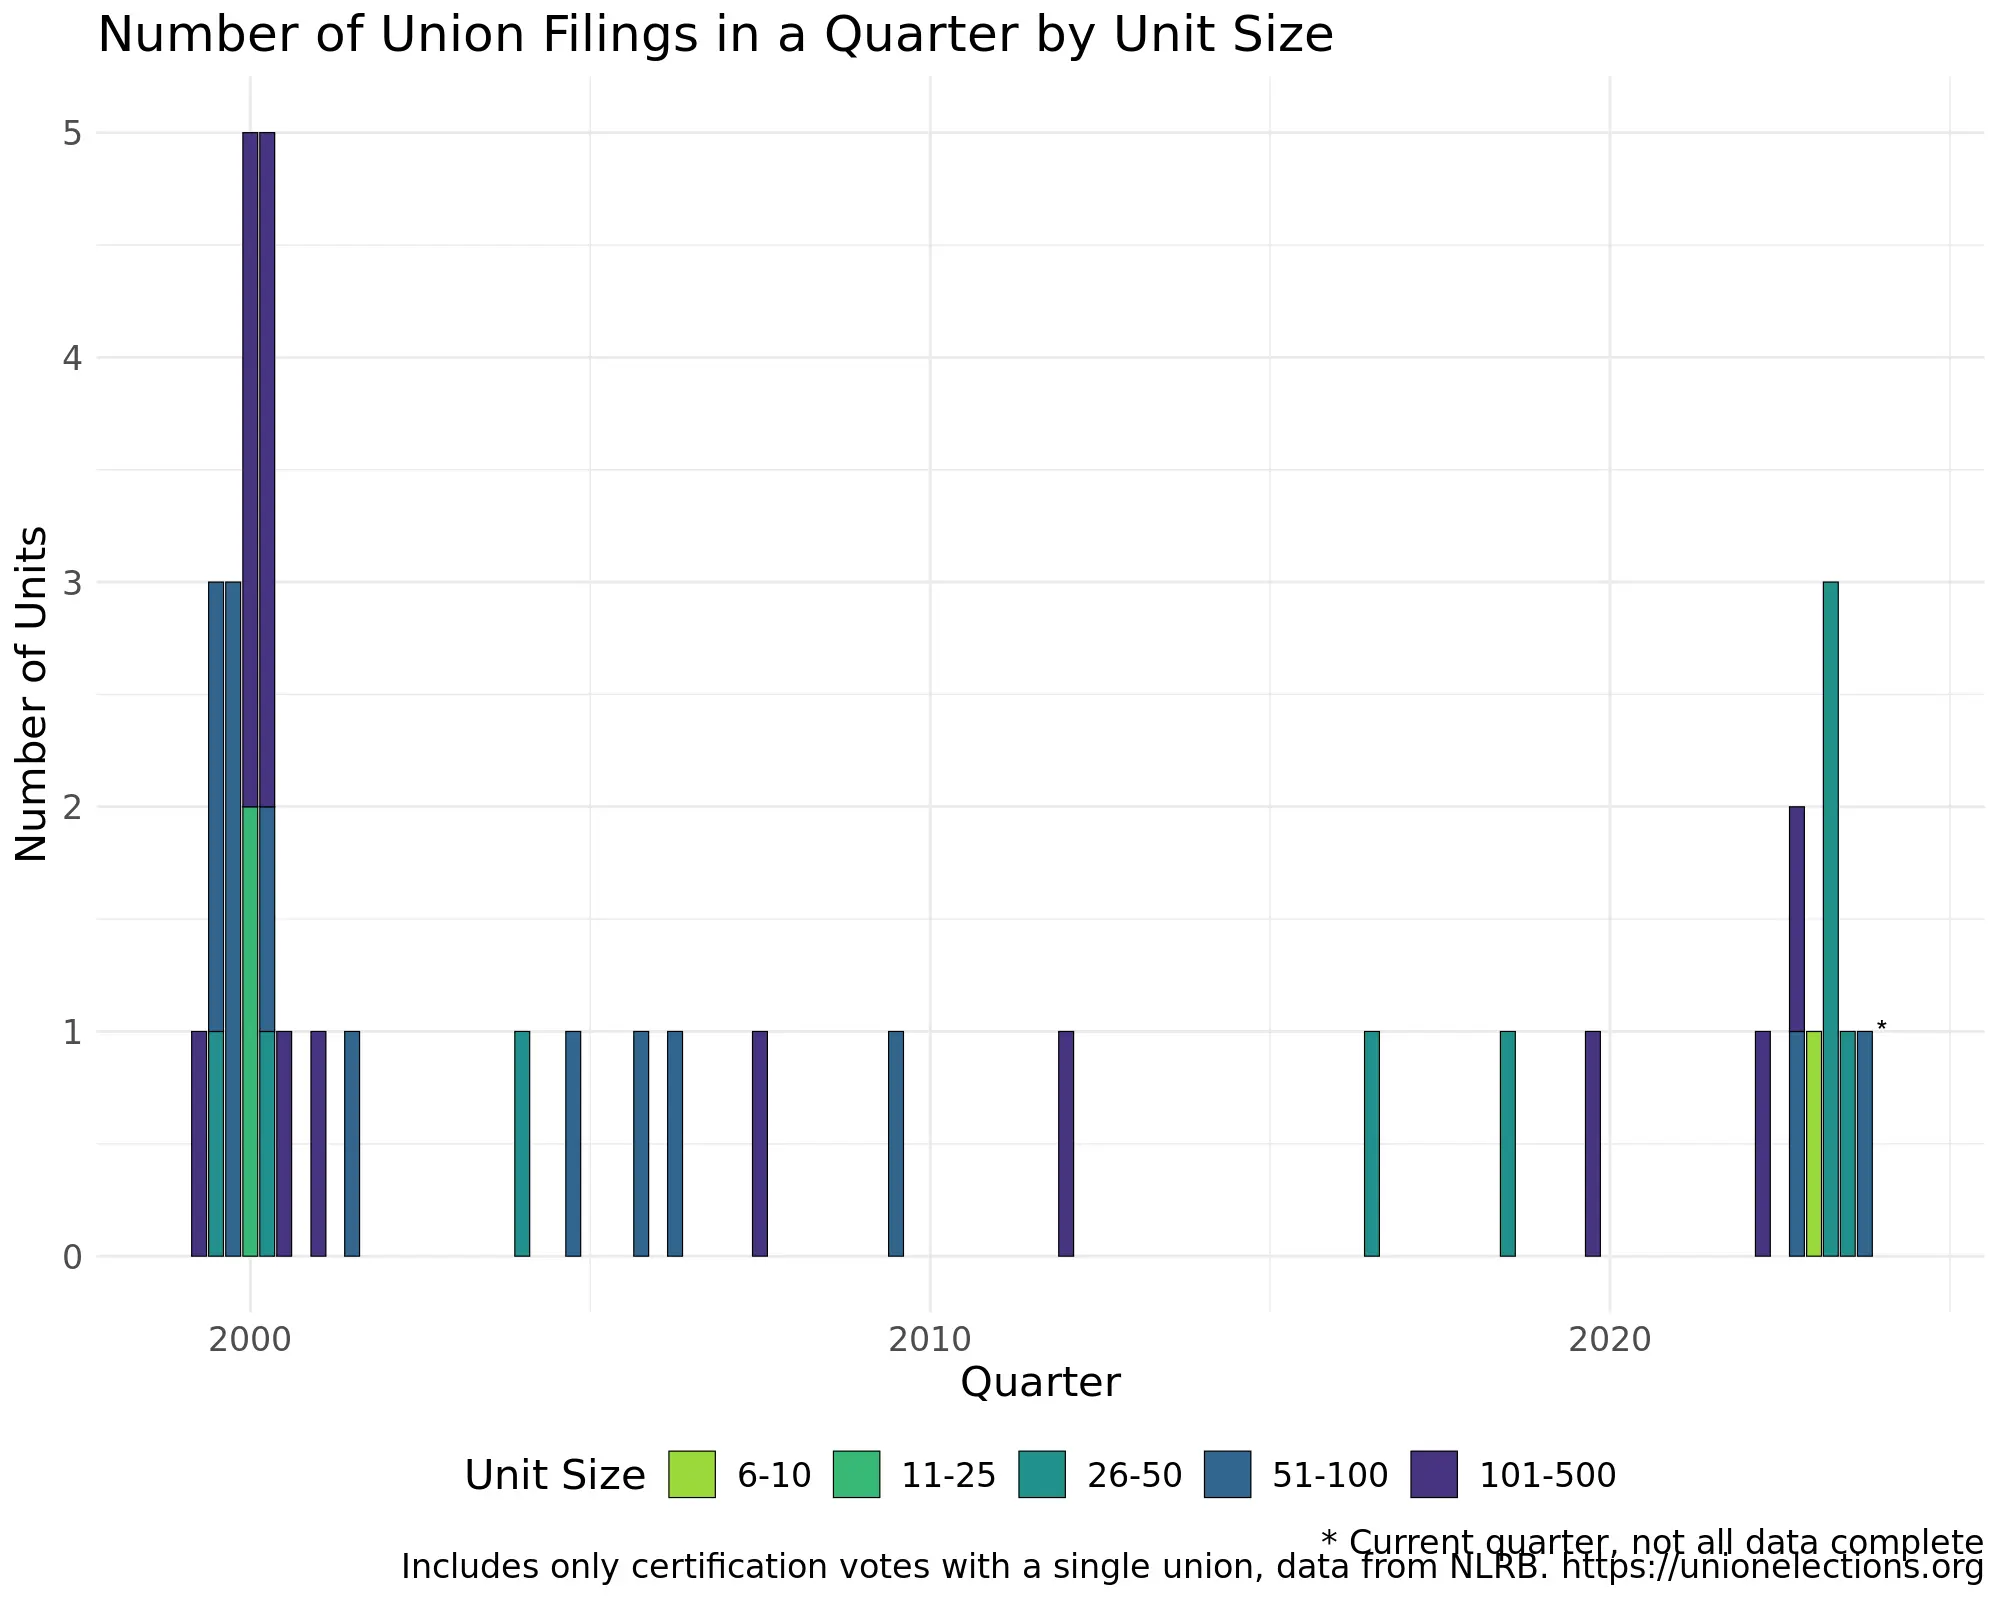 Number of Union Filings in a Quarter by Unit Size
Number of Units
5
4
3
2
1
0
*
2000 2010 2020
Quarter
Unit Size 6-10 11-25 26-50 51-100 101-500
* Current quarter, not all data complete
Includes only certification votes with a single union, data from NLRB. https://unionelections.org